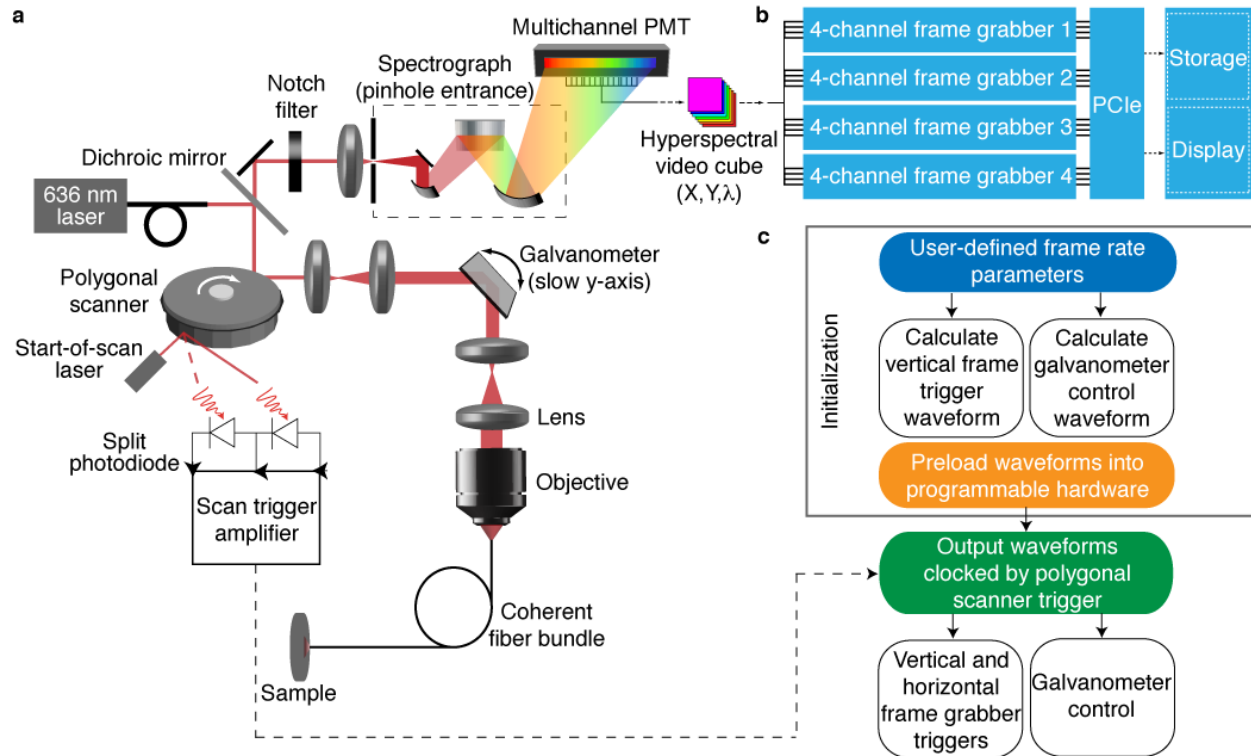 a
Multichannel PMT
Spectrograph
(pinhole entrance)
Notch
filter
Dichroic mirror
636 nm
laser
Hyperspectral
video cube
(X,Y,λ)
Polygonal
scanner
Galvanometer
(slow y-axis)
Start-of-scan
laser
Lens
Split
photodiode
Objective
Scan trigger
amplifier
Coherent
fiber bundle
Sample
b
4-channel frame grabber 1
4-channel frame grabber 2
4-channel frame grabber 3
4-channel frame grabber 4
PCIe
Storage
Display
c
Initialization
User-defined frame rate
parameters
Calculate
vertical frame
trigger
waveform
Calculate
galvanometer
control
waveform
Preload waveforms into
programmable hardware
Output waveforms
clocked by polygonal
scanner trigger
Vertical and
horizontal
frame grabber
triggers
Galvanometer
control